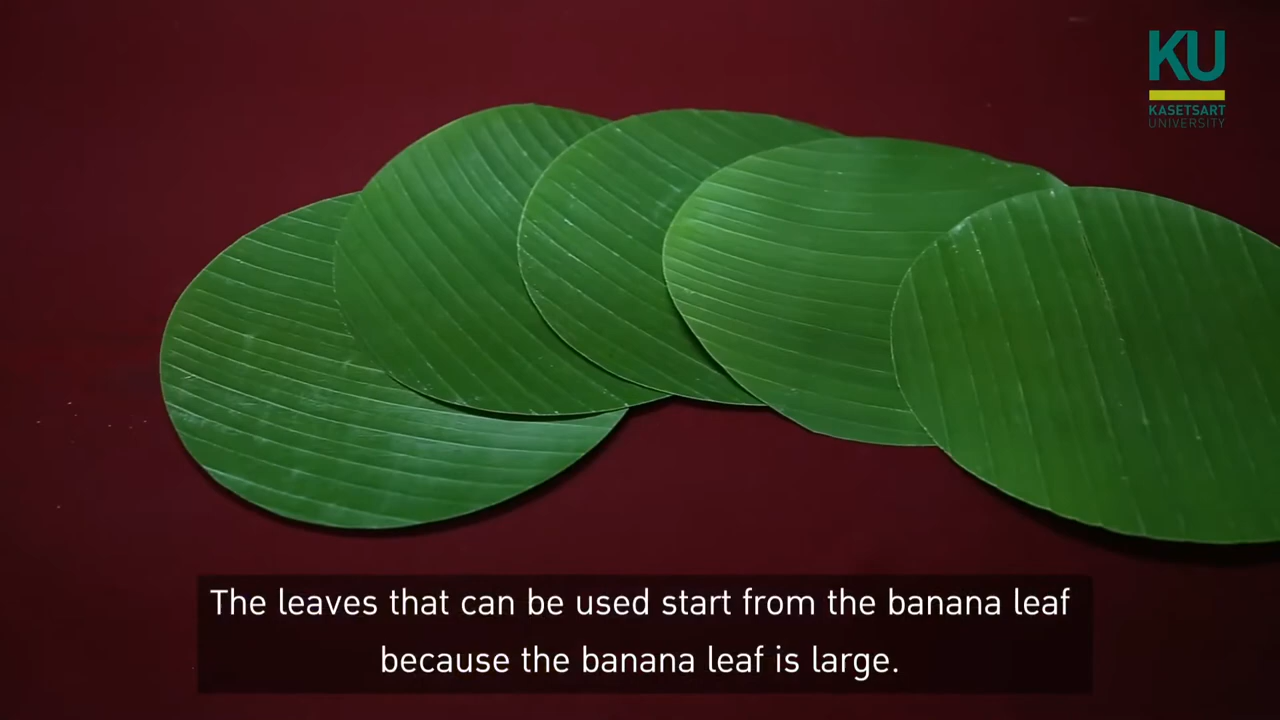 KU
KASETSART
UNIVERSITY
The leaves that can be used start from the banana leaf
because the banana leaf is large.